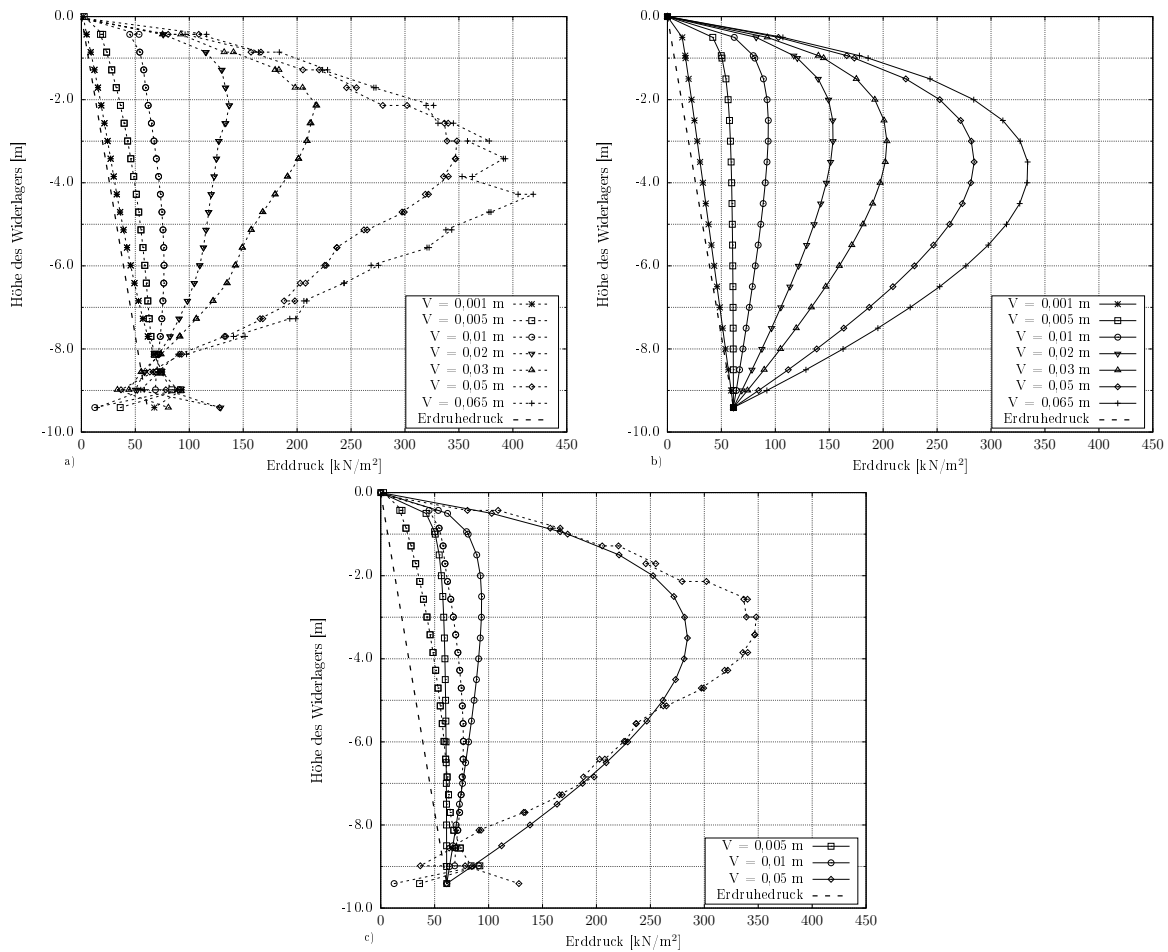 0.0
-2.0
-4.0
-6.0
-8.0
-10.0
0 50 100 150 200 250 300 350 400 450
Höhe des Widerlagers [m]
Erddruck [kN/m²]
a)
V = 0,001 m
V = 0,005 m
V = 0,01 m
V = 0,02 m
V = 0,03 m
V = 0,05 m
V = 0,065 m
Erdruhedruck
0.0
-2.0
-4.0
-6.0
-8.0
-10.0
0 50 100 150 200 250 300 350 400 450
Höhe des Widerlagers [m]
Erddruck [kN/m²]
b)
V = 0,001 m
V = 0,005 m
V = 0,01 m
V = 0,02 m
V = 0,03 m
V = 0,05 m
V = 0,065 m
Erdruhedruck
0.0
-2.0
-4.0
-6.0
-8.0
-10.0
0 50 100 150 200 250 300 350 400 450
Höhe des Widerlagers [m]
Erddruck [kN/m²]
c)
V = 0,005 m
V = 0,01 m
V = 0,05 m
Erdruhedruck